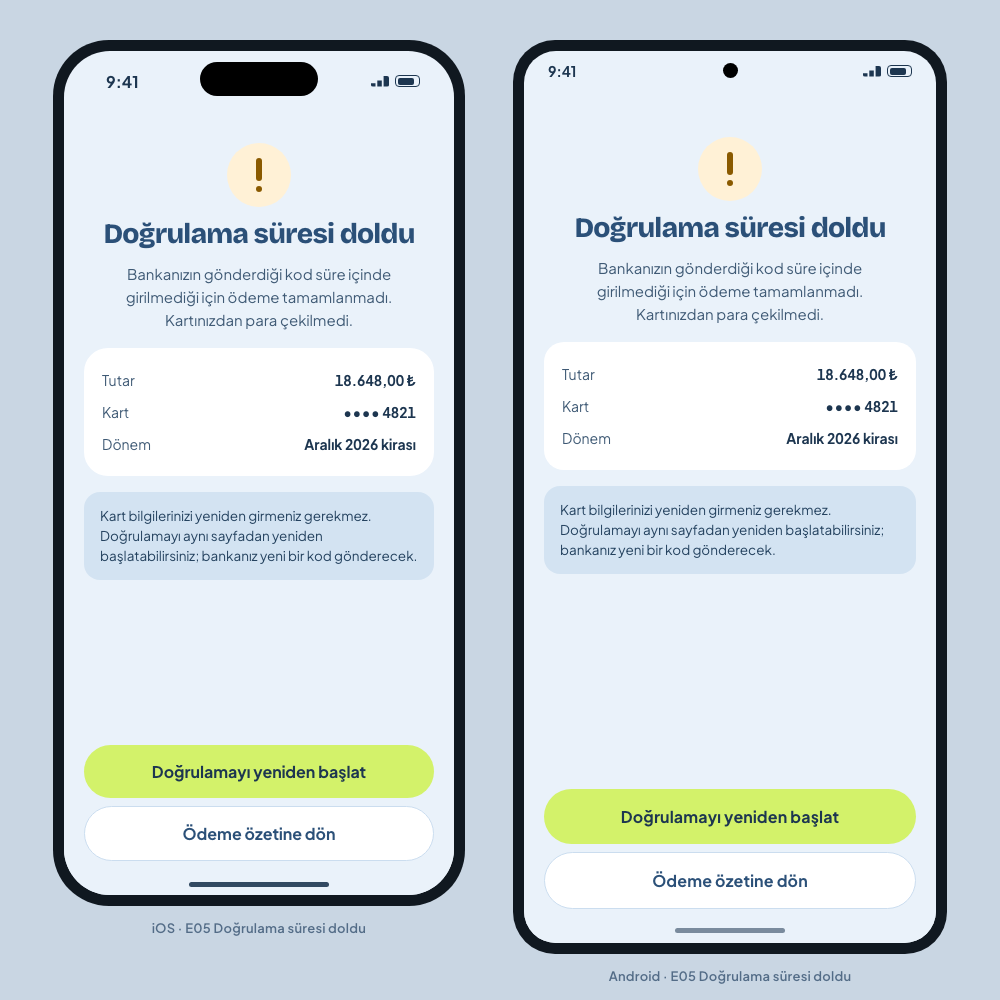 9:41
!
Doğrulama süresi doldu
Bankanızın gönderdiği kod süre içinde
girilmediği için ödeme tamamlanmadı.
Kartınızdan para çekilmedi.
Tutar 18.648,00 ₺
Kart •••• 4821
Dönem Aralık 2026 kirası
Kart bilgilerinizi yeniden girmeniz gerekmez.
Doğrulamayı aynı sayfadan yeniden
başlatabilirsiniz; bankanız yeni bir kod gönderecek.
Doğrulamayı yeniden başlat
Ödeme özetine dön
iOS · E05 Doğrulama süresi doldu
9:41
!
Doğrulama süresi doldu
Bankanızın gönderdiği kod süre içinde
girilmediği için ödeme tamamlanmadı.
Kartınızdan para çekilmedi.
Tutar 18.648,00 ₺
Kart •••• 4821
Dönem Aralık 2026 kirası
Kart bilgilerinizi yeniden girmeniz gerekmez.
Doğrulamayı aynı sayfadan yeniden başlatabilirsiniz;
bankanız yeni bir kod gönderecek.
Doğrulamayı yeniden başlat
Ödeme özetine dön
Android · E05 Doğrulama süresi doldu